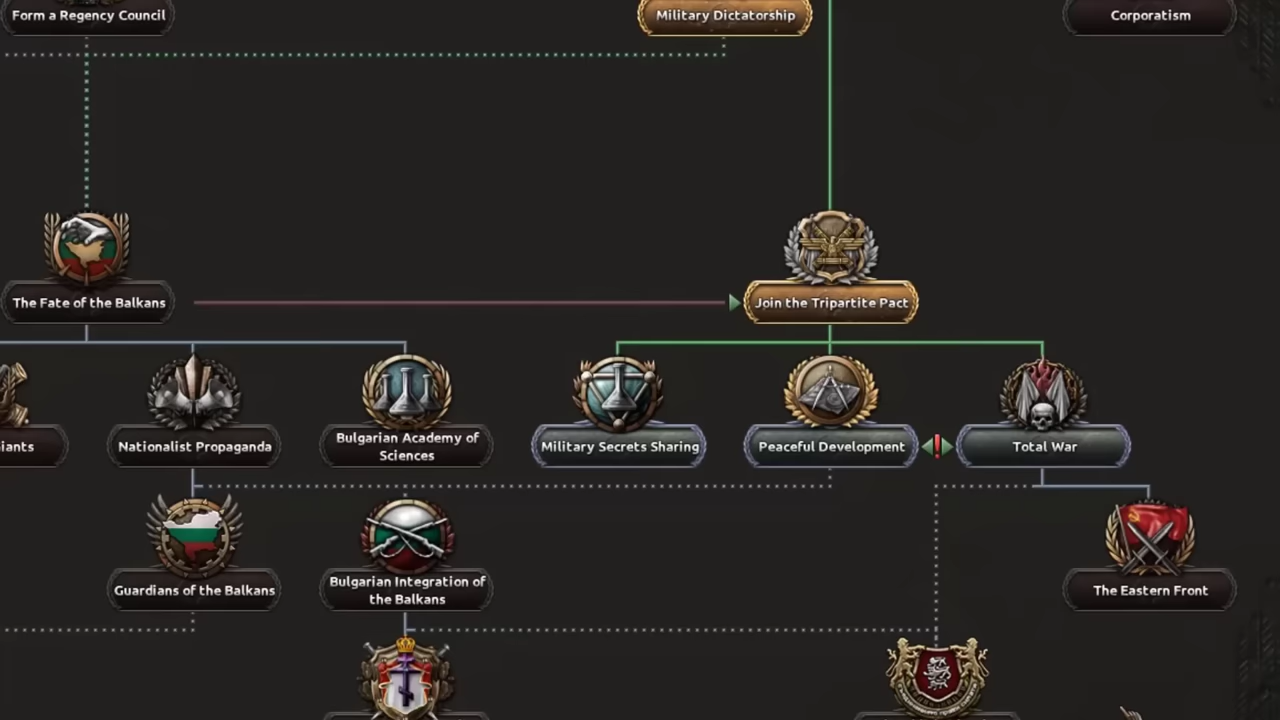 Form a Regency Council
Military Dictatorship
Corporatism
The Fate of the Balkans
Join the Tripartite Pact
iants
Nationalist Propaganda
Bulgarian Academy of
Sciences
Military Secrets Sharing
Peaceful Development
Total War
Guardians of the Balkans
Bulgarian Integration of
the Balkans
The Eastern Front